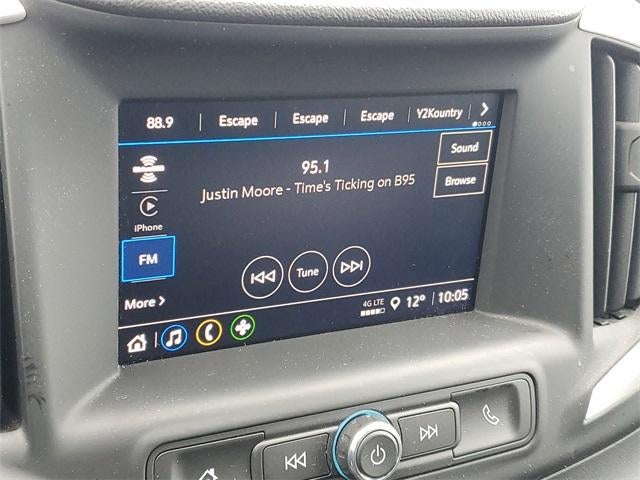 88.9 Escape Escape Escape Y2Kountry
95.1
Justin Moore - Time's Ticking on B95
Sound
Browse
iPhone
FM
Tune
More
4G LTE 12° 10:05